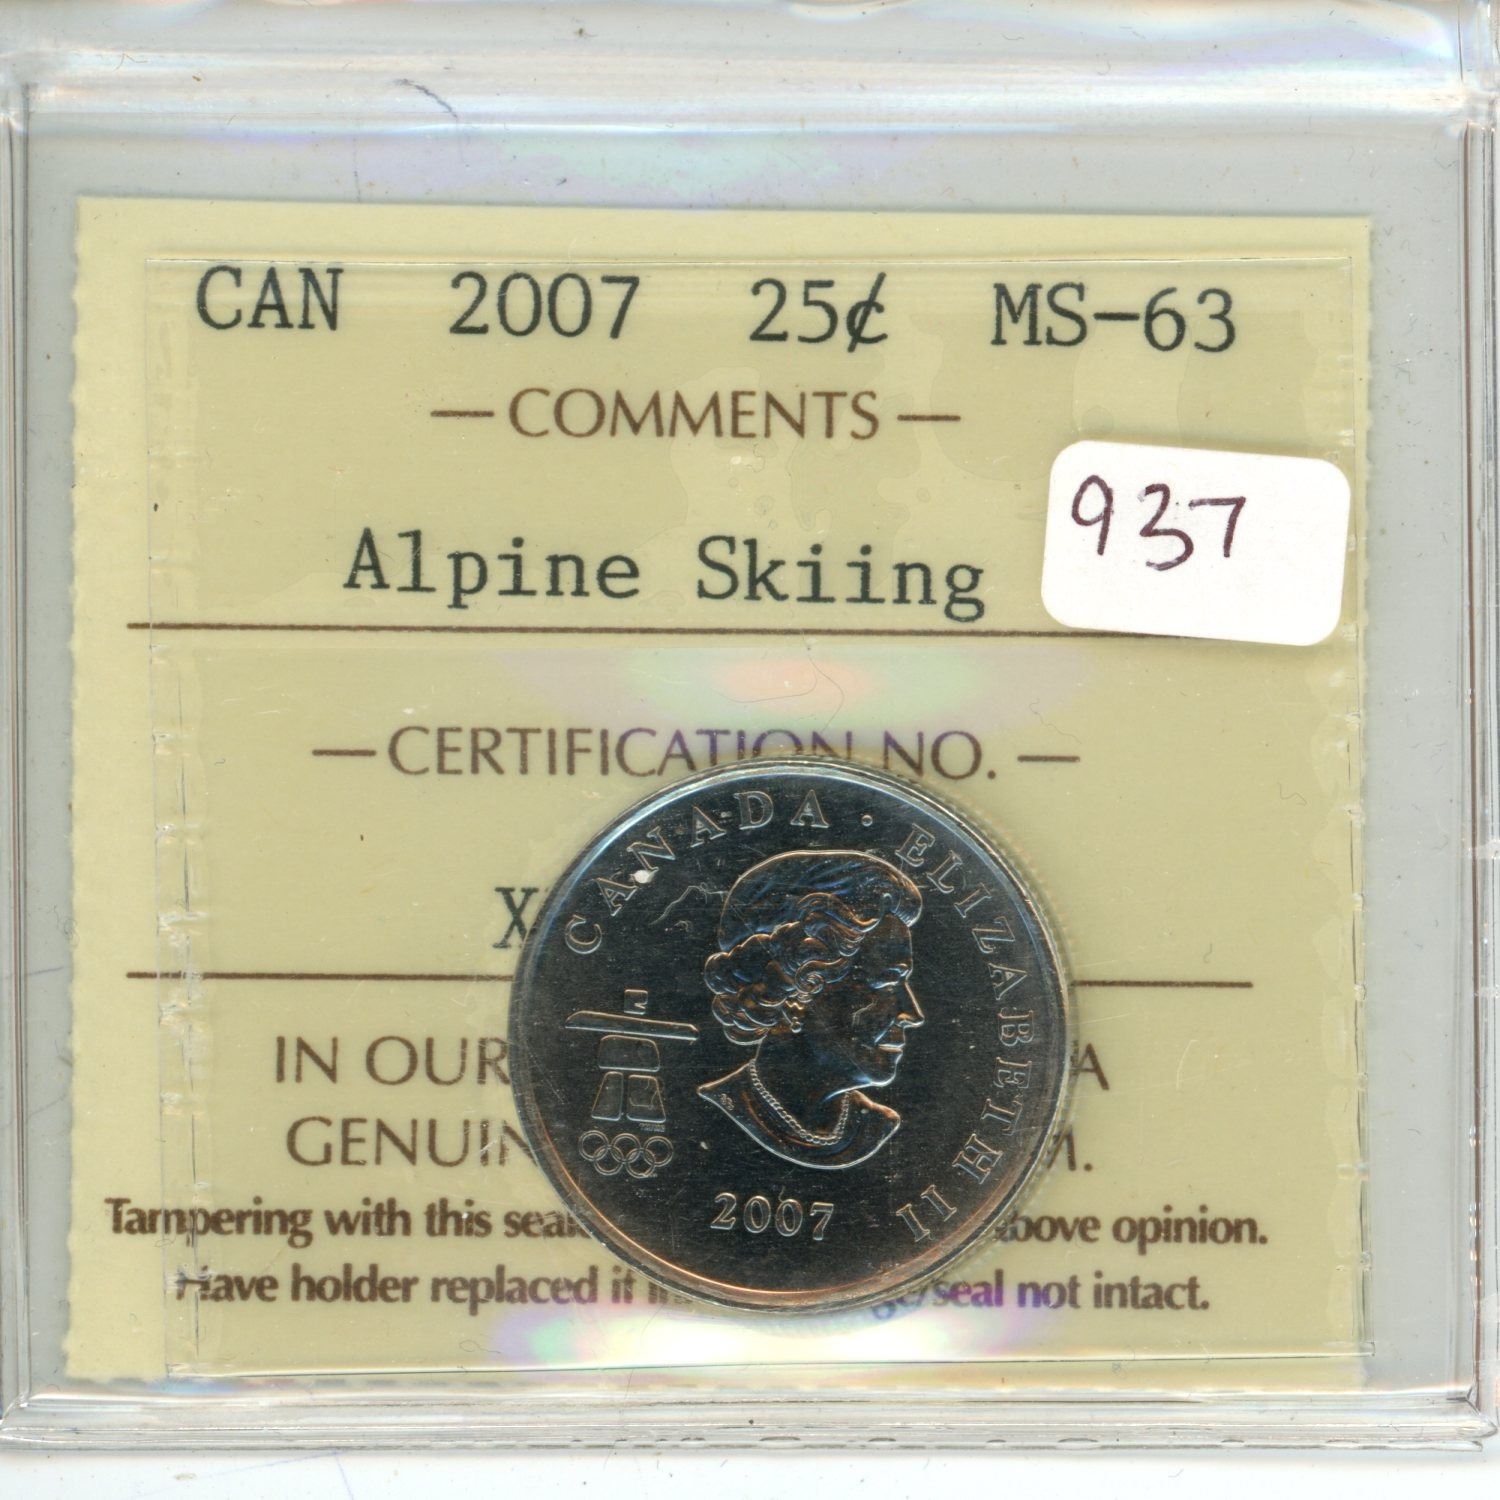 CAN 2007 25¢ MS-63
— COMMENTS —
937
Alpine Skiing
— CERTIFICATION NO. —
X
CANADA · ELIZABETH II
2007
IN OUR A
GENUIN M.
Tampering with this seal above opinion.
Have holder replaced if seal not intact.